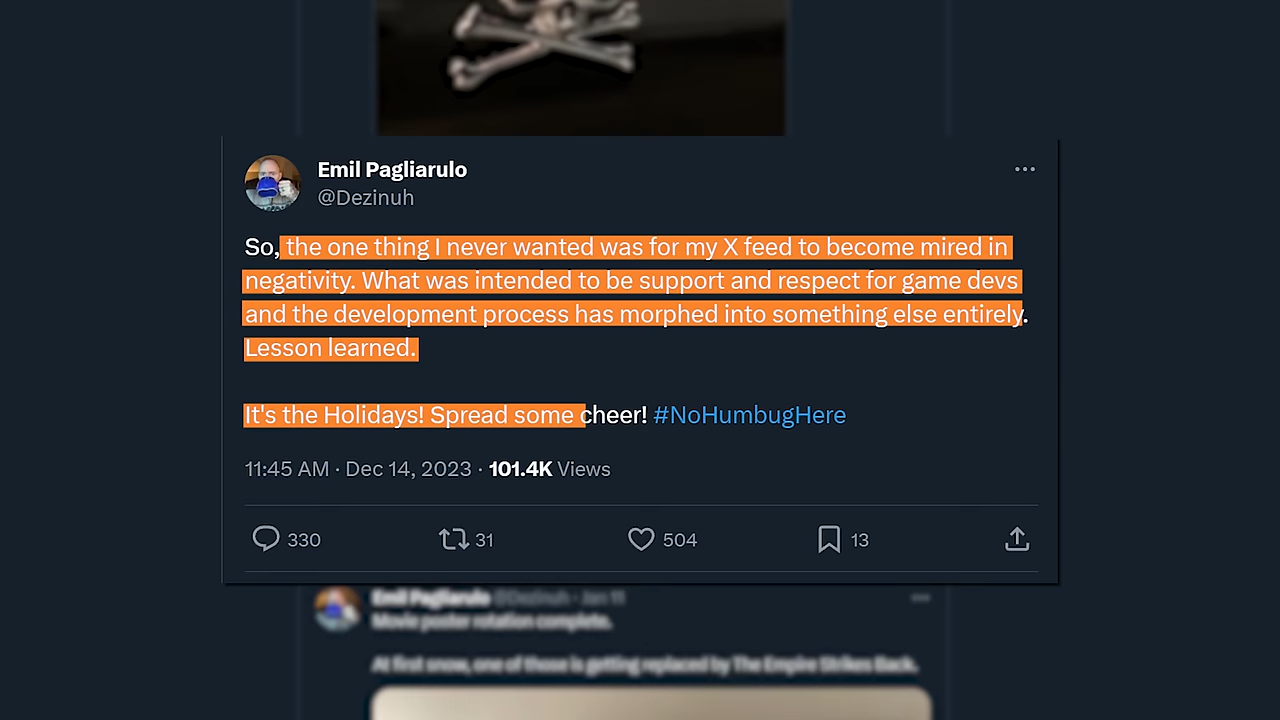 Emil Pagliarulo
@Dezinuh
So, the one thing I never wanted was for my X feed to become mired in
negativity. What was intended to be support and respect for game devs
and the development process has morphed into something else entirely.
Lesson learned.
It's the Holidays! Spread some cheer! #NoHumbugHere
11:45 AM · Dec 14, 2023 · 101.4K Views
330 31 504 13
Emil Pagliarulo @Dezinuh · Jan 11
Movie poster rotation complete.
At first snow, one of those is getting replaced by The Empire Strikes Back.